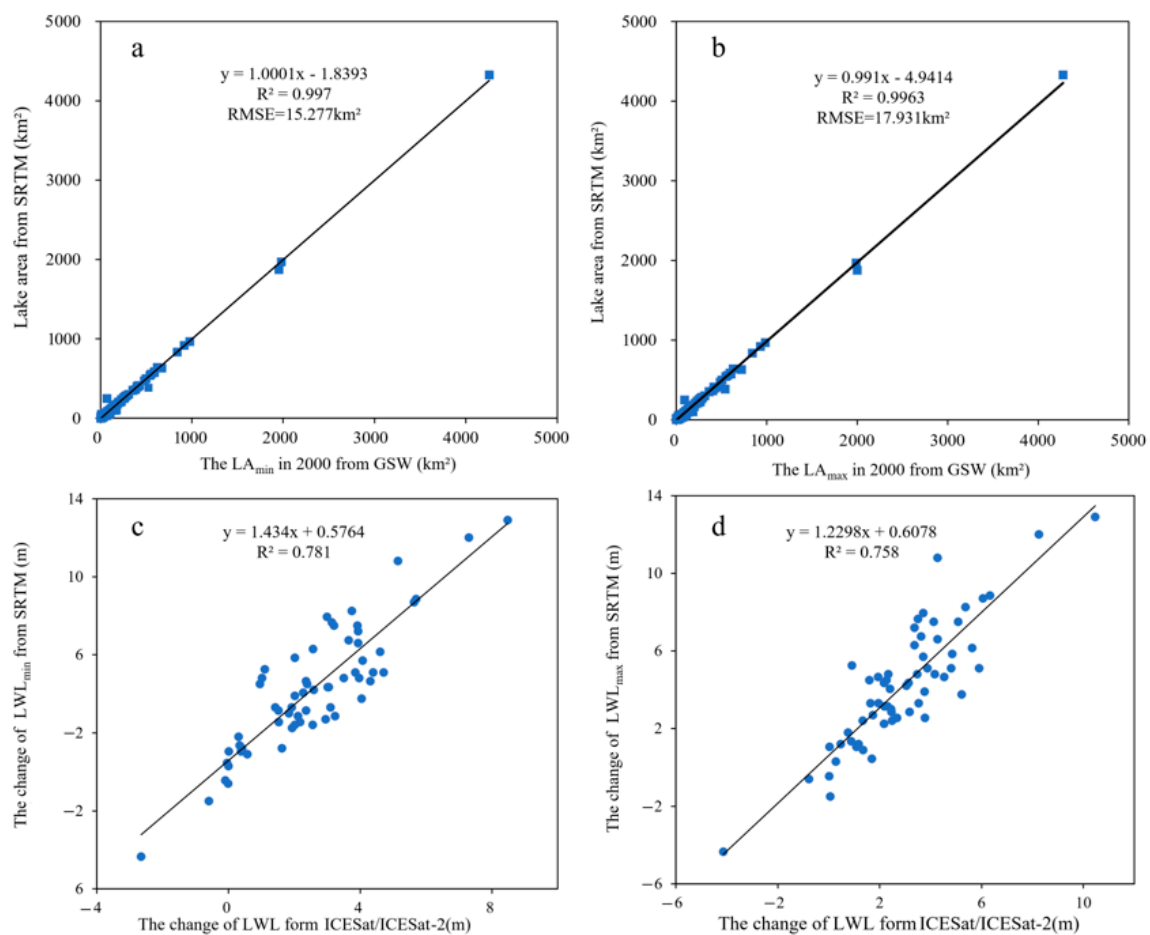 a
y = 1.0001x - 1.8393
R² = 0.997
RMSE=15.277km²
Lake area from SRTM (km²)
5000
4000
3000
2000
1000
0
0 1000 2000 3000 4000 5000
The LAmin in 2000 from GSW (km²)
b
y = 0.991x - 4.9414
R² = 0.9963
RMSE=17.931km²
Lake area from SRTM (km²)
5000
4000
3000
2000
1000
0
0 1000 2000 3000 4000 5000
The LAmax in 2000 from GSW (km²)
c
y = 1.434x + 0.5764
R² = 0.781
The change of LWLmin from SRTM (m)
14
10
6
−2
−2
6
−4 0 4 8
The change of LWL form ICESat/ICESat-2(m)
d
y = 1.2298x + 0.6078
R² = 0.758
The change of LWLmax from SRTM (m)
14
10
6
2
−2
−6
−6 −2 2 6 10
The change of LWL form ICESat/ICESat-2(m)